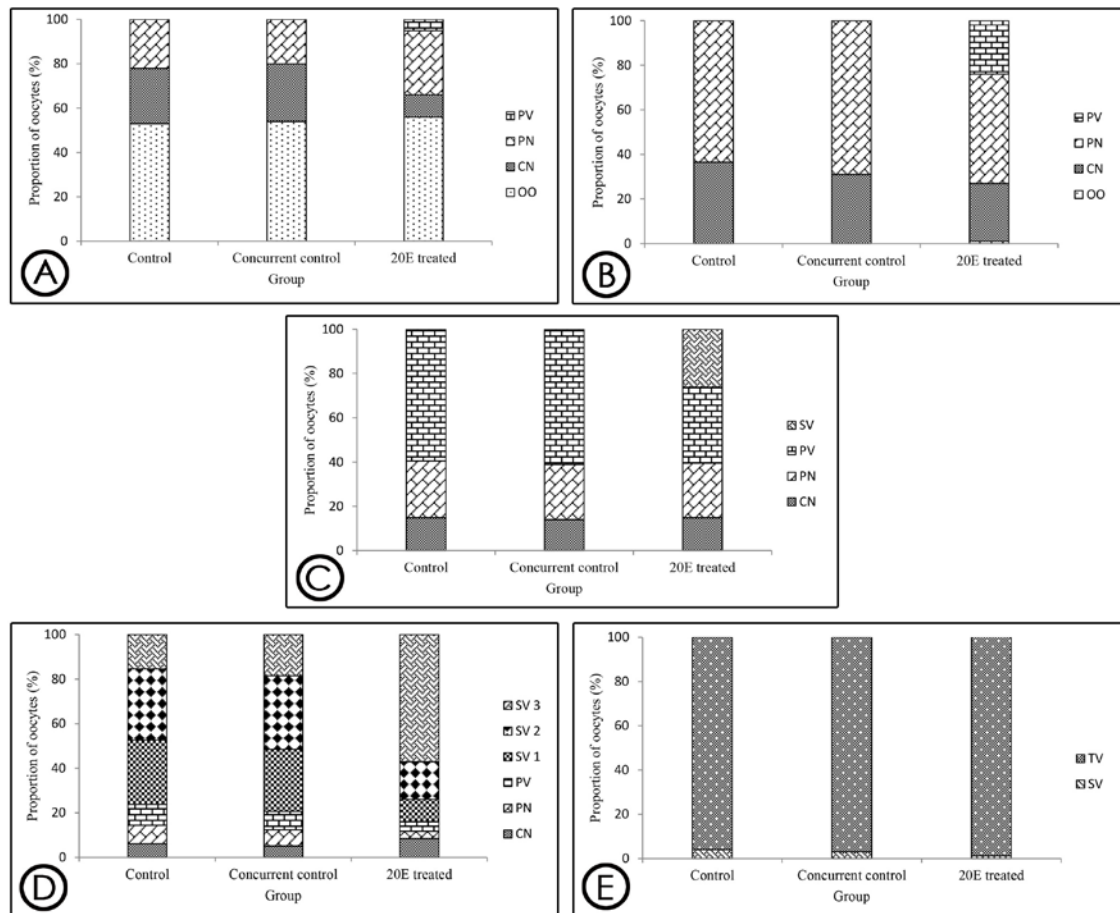 100
80
60
40
20
0
Proportion of oocytes (%)
Control
Concurrent control
20E treated
Group
PV
PN
CN
OO
A
100
80
60
40
20
0
Proportion of oocytes (%)
Control
Concurrent control
20E treated
Group
PV
PN
CN
OO
B
100
80
60
40
20
0
Proportion of oocytes (%)
Control
Concurrent control
20E treated
Group
SV
PV
PN
CN
C
100
80
60
40
20
0
Proportion of oocytes (%)
Control
Concurrent control
20E treated
Group
SV 3
SV 2
SV 1
PV
PN
CN
D
100
80
60
40
20
0
Proportion of oocytes (%)
Control
Concurrent control
20E treated
Group
TV
SV
E